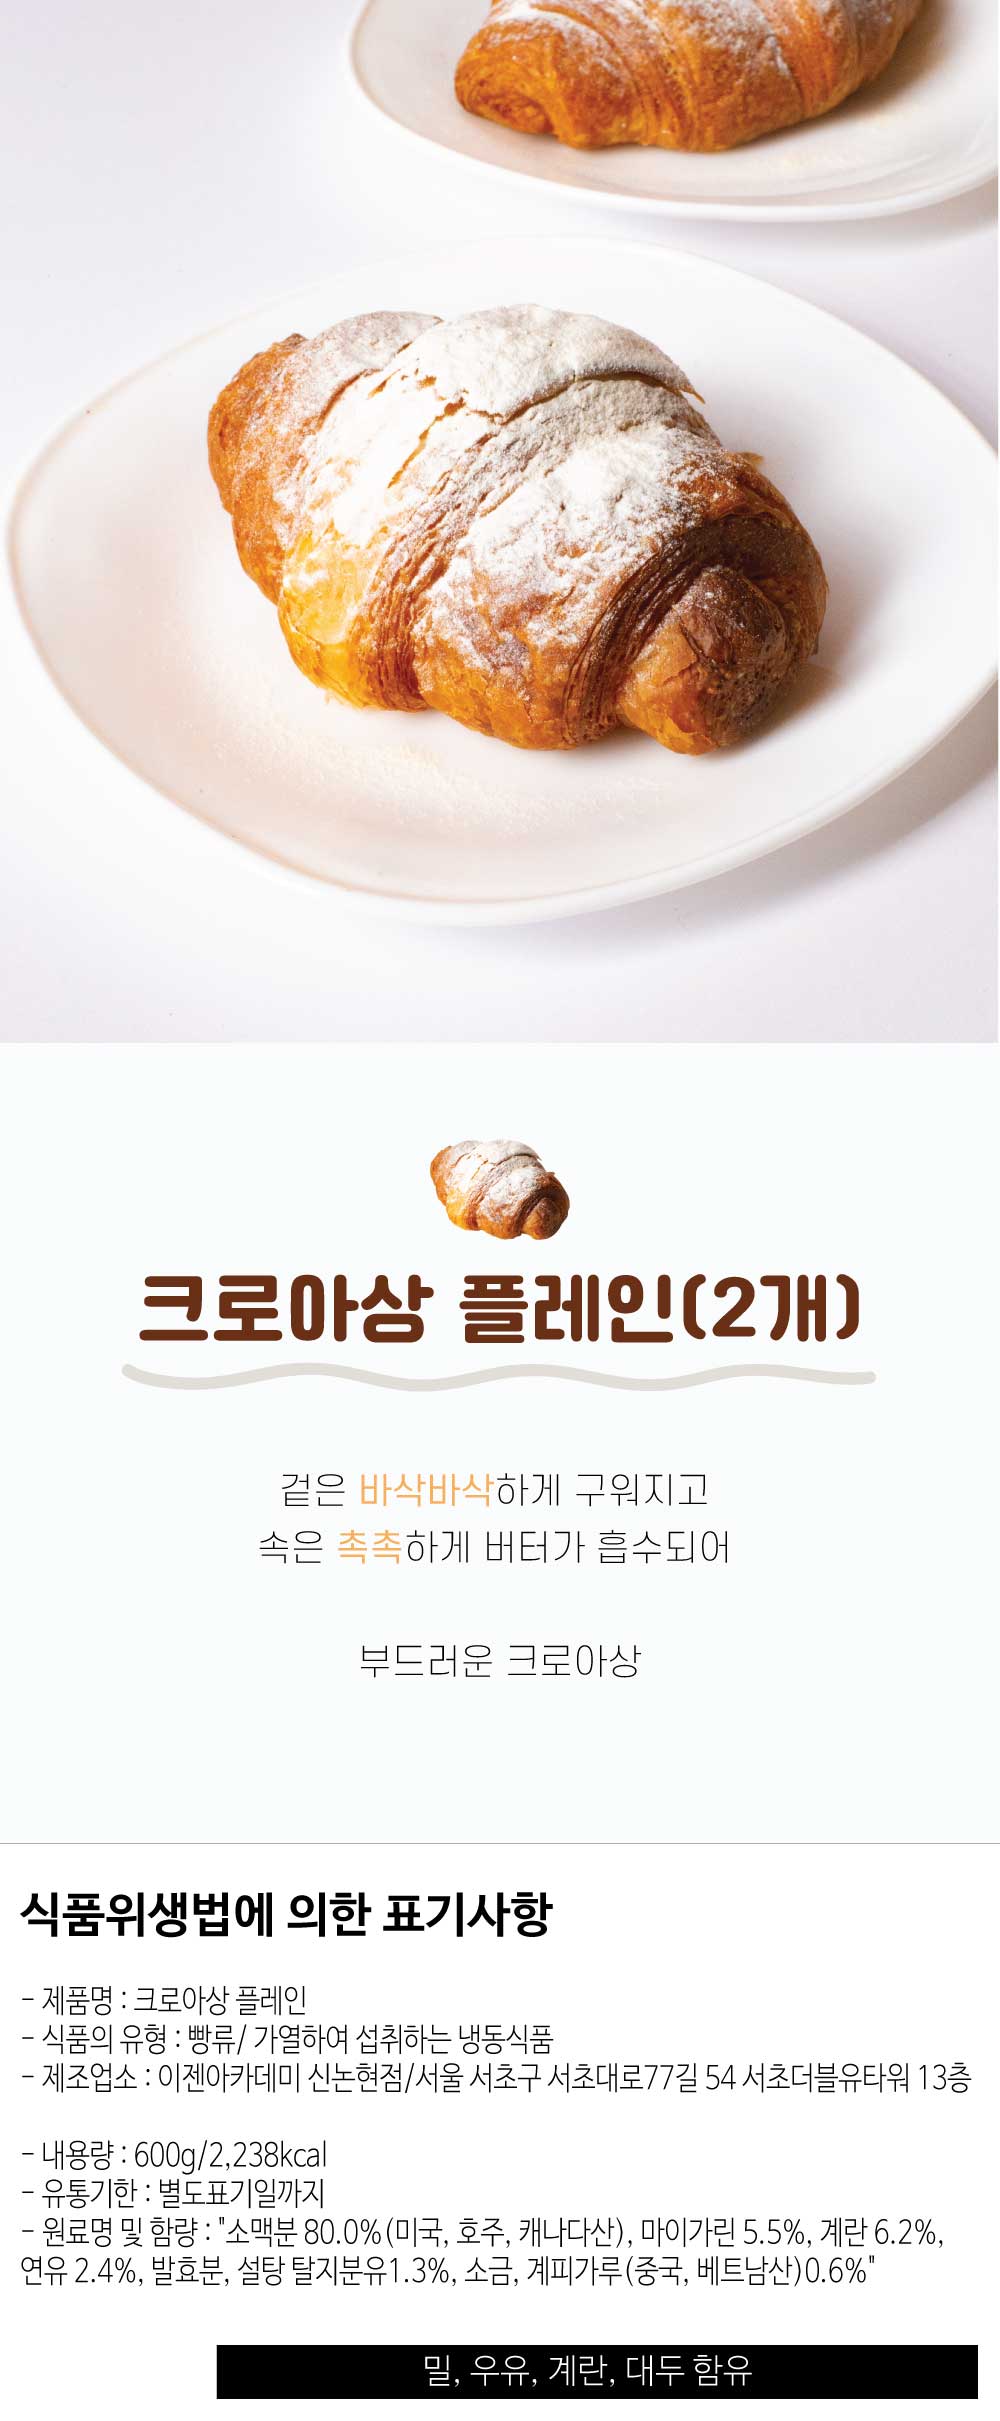 크로아상 플레인(2개)
겉은 바삭바삭하게 구워지고
속은 촉촉하게 버터가 흡수되어
부드러운 크로아상
식품위생법에 의한 표기사항
- 제품명 : 크로아상 플레인
- 식품의 유형 : 빵류/ 가열하여 섭취하는 냉동식품
- 제조업소 : 이젠아카데미 신논현점/서울 서초구 서초대로77길 54 서초더블유타워 13층
- 내용량 : 600g/2,238kcal
- 유통기한 : 별도표기일까지
- 원료명 및 함량 : "소맥분 80.0%(미국, 호주, 캐나다산), 마이가린 5.5%, 계란 6.2%,
연유 2.4%, 발효분, 설탕 탈지분유1.3%, 소금, 계피가루(중국, 베트남산)0.6%"
밀, 우유, 계란, 대두 함유